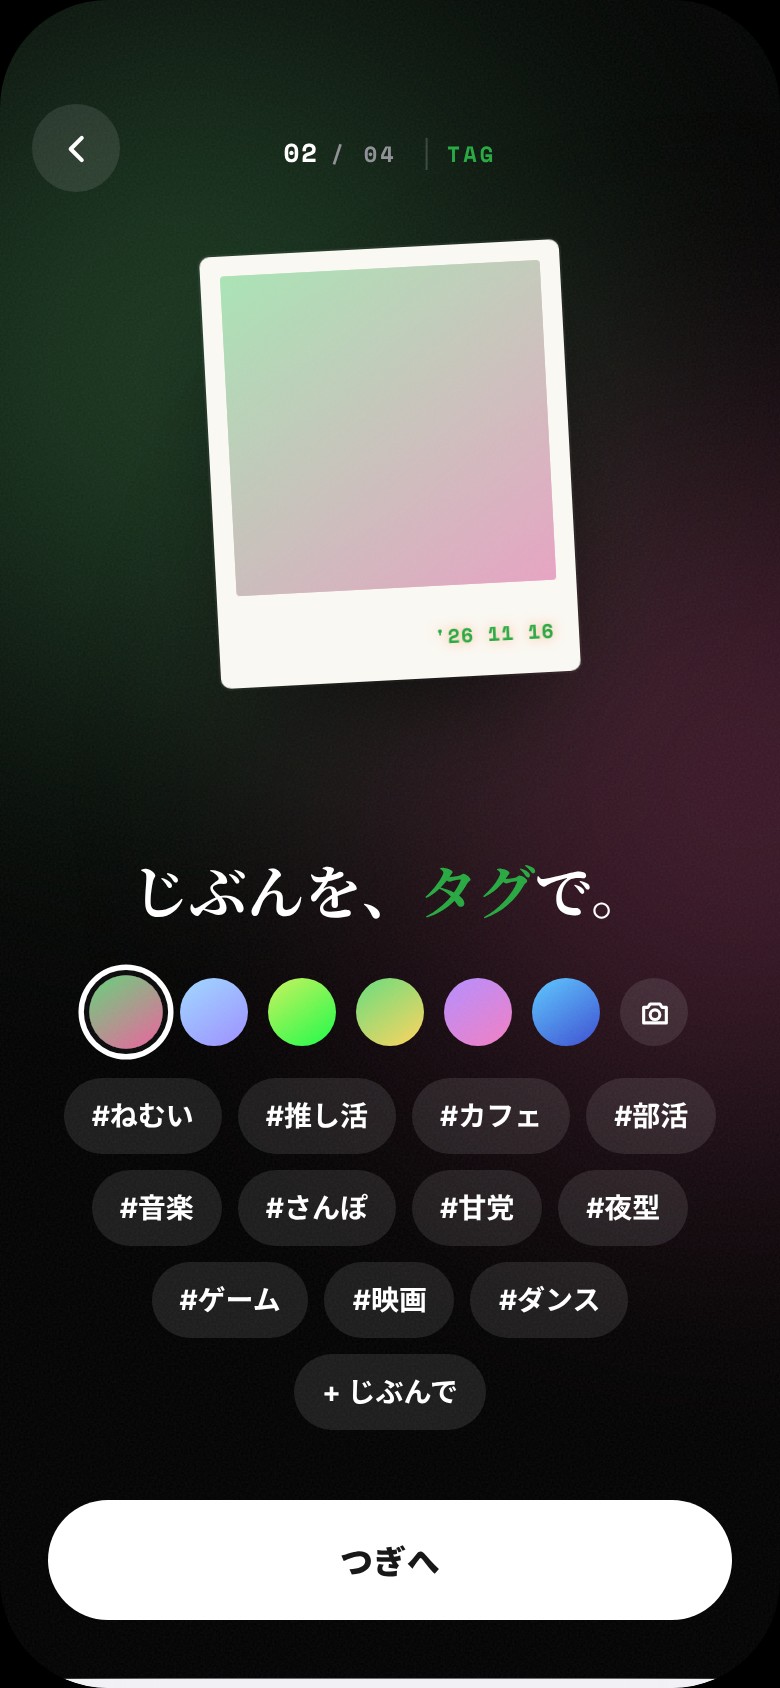 02 / 04 | TAG
'26 11 16
じぶんを、タグで。
#ねむい #推し活 #カフェ #部活
#音楽 #さんぽ #甘党 #夜型
#ゲーム #映画 #ダンス
+ じぶんで
つぎへ